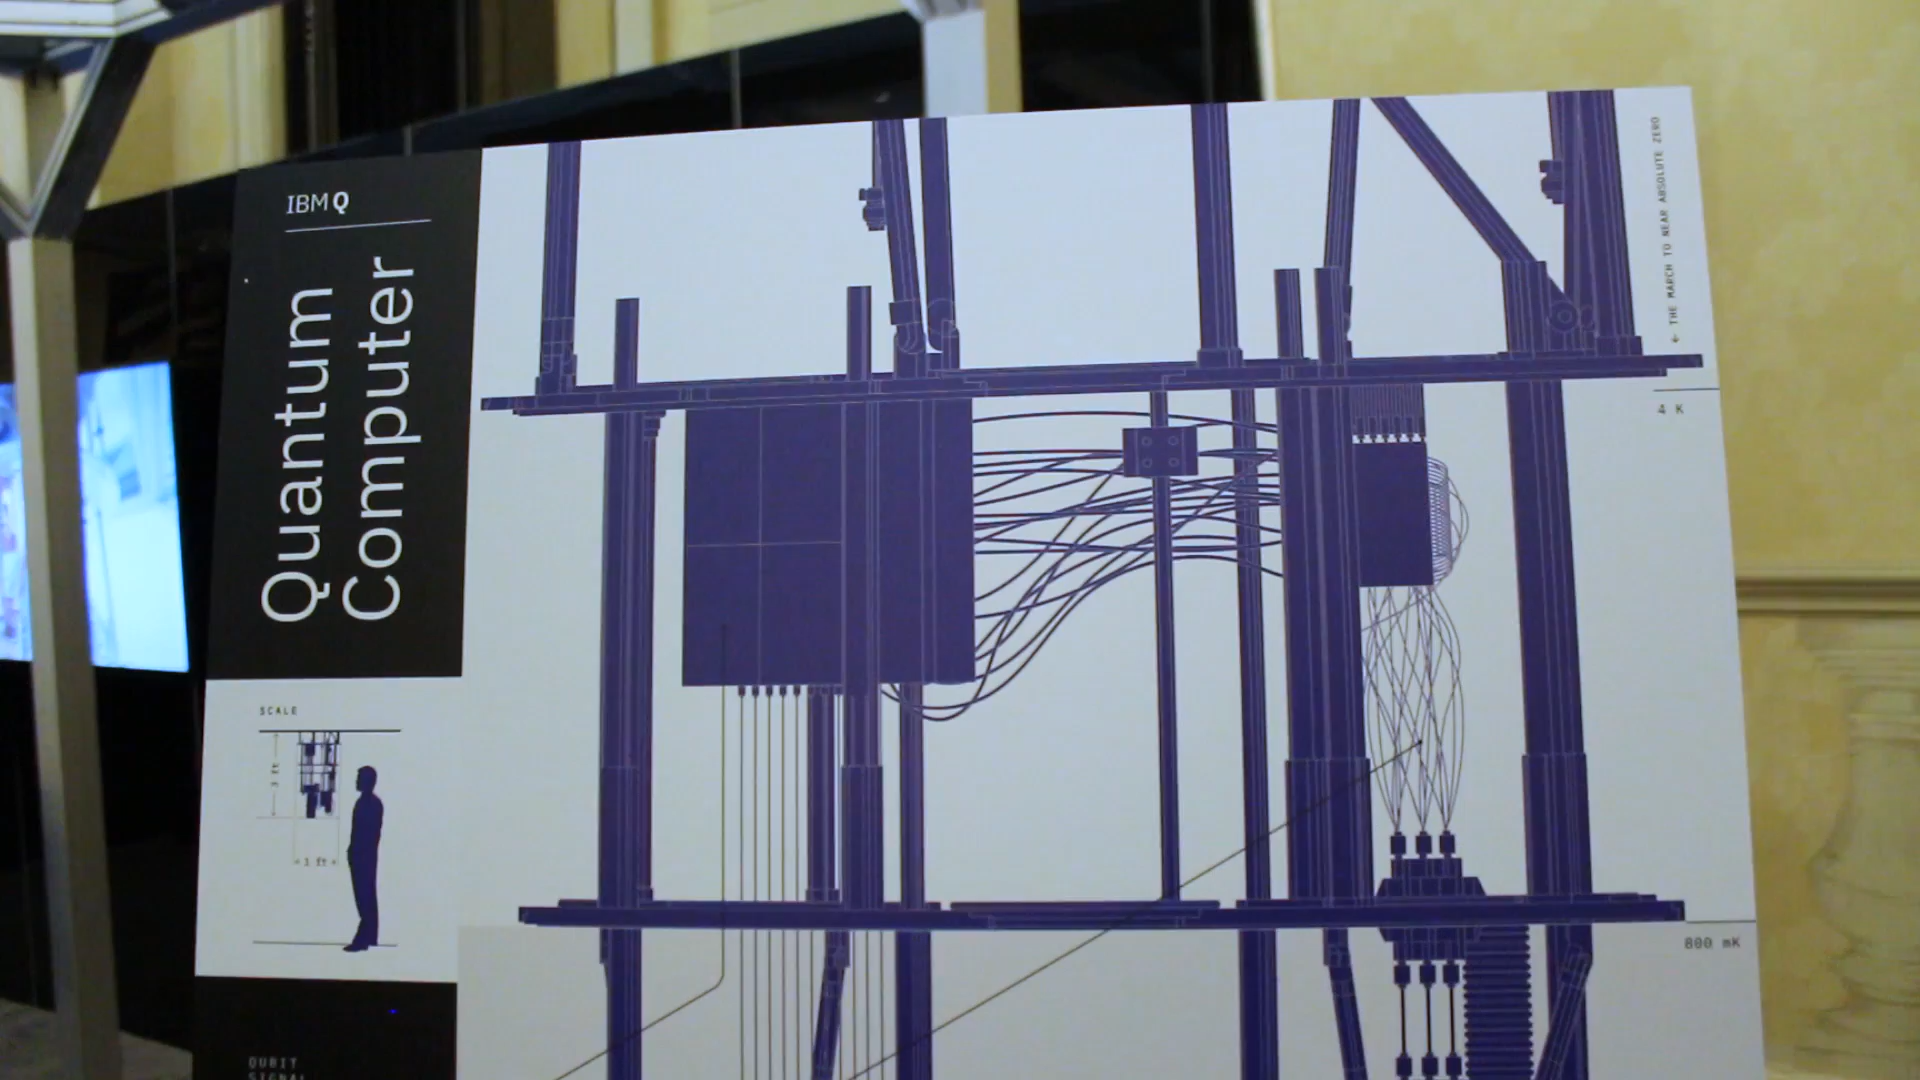 IBM Q
Quantum
Computer
← THE MARCH TO NEAR ABSOLUTE ZERO
4 K
SCALE
3 ft
1 ft
800 mK
QUBIT
SIGNAL